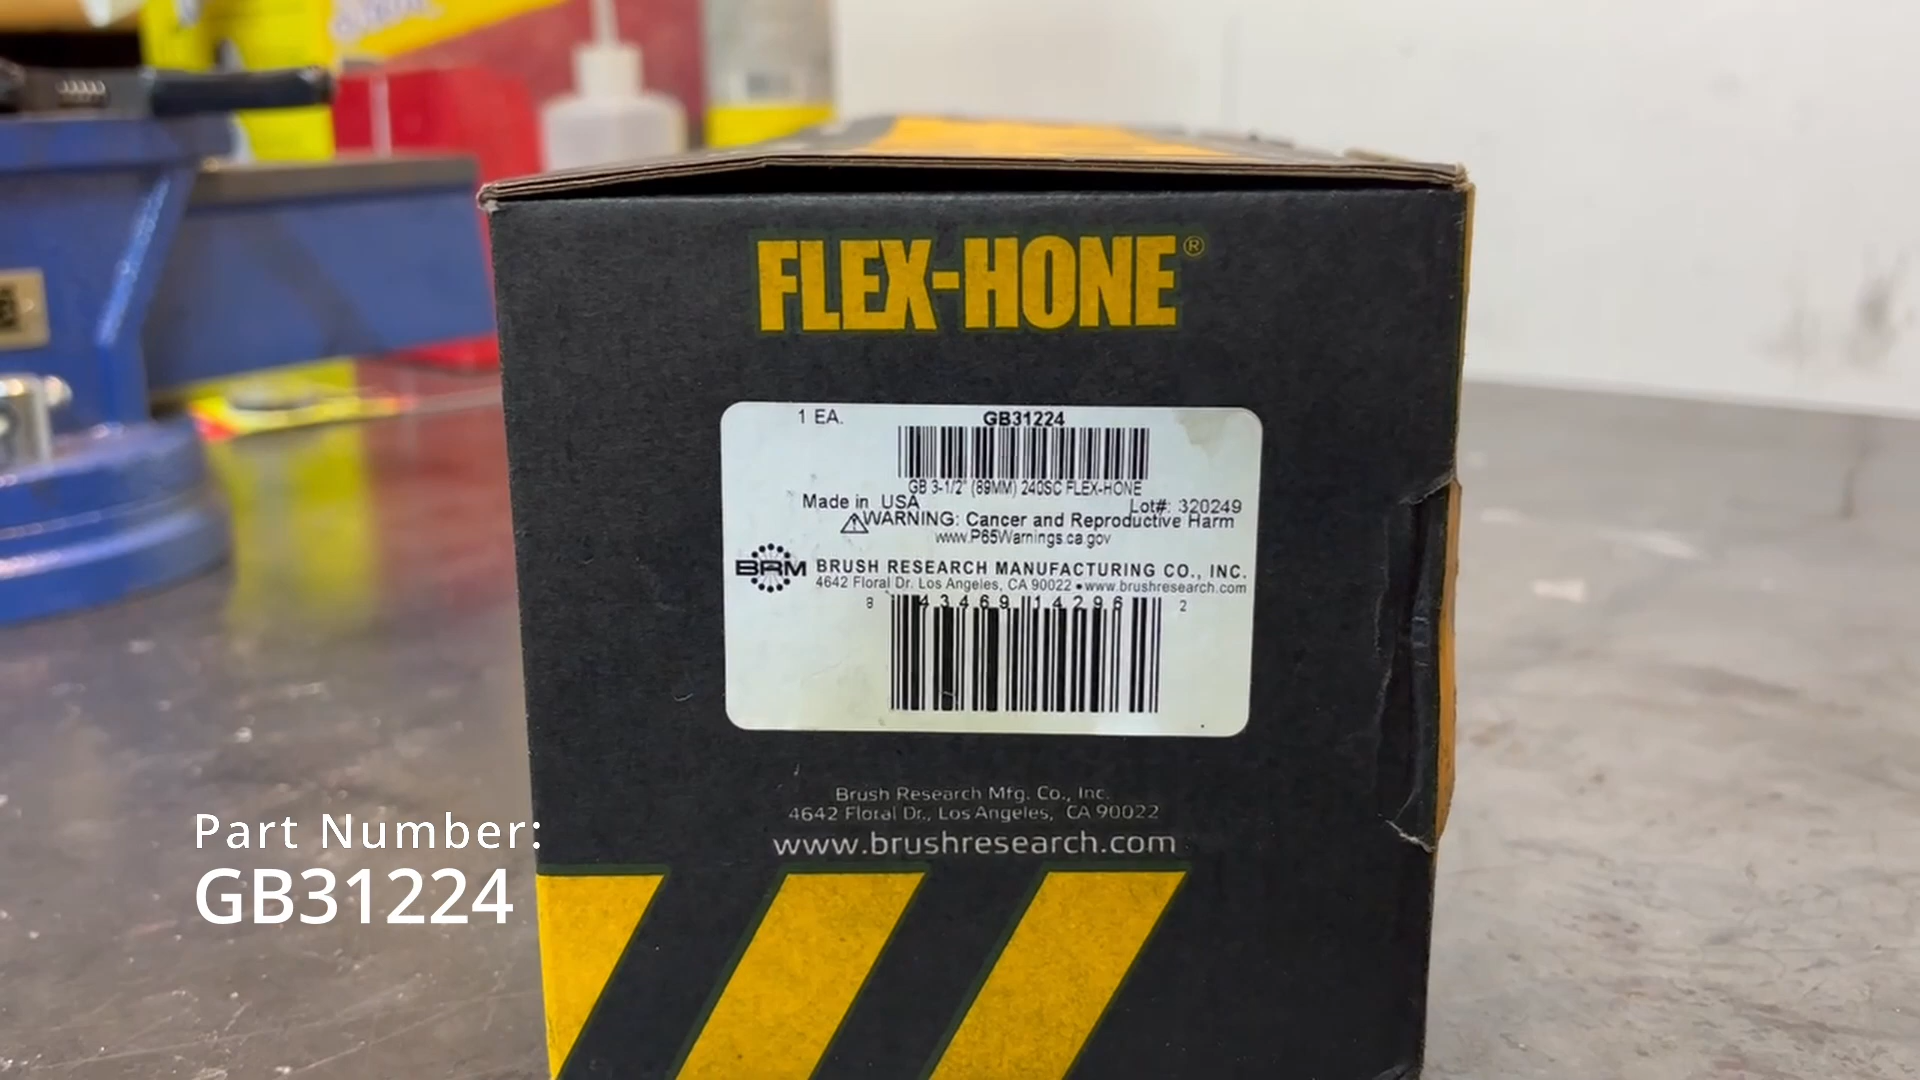 FLEX-HONE®
1 EA. GB31224
GB 3-1/2" (89MM) 240SC FLEX-HONE
Made in USA Lot#: 320249
WARNING: Cancer and Reproductive Harm
www.P65Warnings.ca.gov
BRM BRUSH RESEARCH MANUFACTURING CO., INC.
4642 Floral Dr. Los Angeles, CA 90022 • www.brushresearch.com
8 43469 14296 2
Brush Research Mfg. Co., Inc.
4642 Floral Dr., Los Angeles, CA 90022
www.brushresearch.com
Part Number:
GB31224